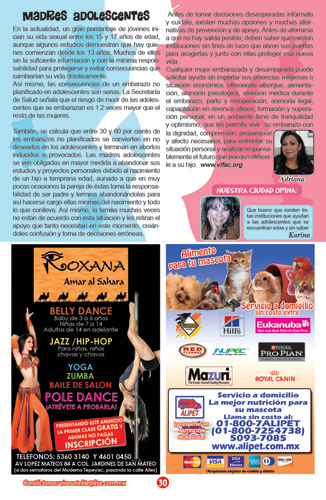 MADRES ADOLESCENTES
En la actualidad, un gran porcentaje de jóvenes inician
su vida sexual entre los 15 y 17 años de edad,
aunque algunos estudios demuestran que hay quienes
comienzan desde los 13 años. Muchos de ellos
sin la suficiente información y con la mínima responsabilidad
para protegerse y evitar consecuencias que
cambiarían su vida drásticamente.
Así mismo, las consecuencias de un embarazo no
planificado en adolescentes son serias. La Secretaría
de Salud señala que el riesgo de morir de las adolescentes
que se embarazan es 1.2 veces mayor que el
resto de las mujeres.
También, se calcula que entre 30 y 60 por ciento de
los embarazos no planificados se convierten en no
deseados en los adolescentes y terminan en abortos
inducido o provocados. Las madres adolescentes
se ven obligadas en mayor medida a abandonar sus
estudios y proyectos personales debido al nacimiento
de un hijo a temprana edad, aunado a que en muy
pocas ocasiones la pareja de éstas toma la responsabilidad
de ser padre y termina abandonándolas para
así hacerse cargo ellas mismas del nacimiento y todo
lo que conlleva. Así mismo, la familia muchas veces
no están de acuerdo con esta situación y les retiran el
apoyo que tanto necesitan en este momento, creándoles
confusión y toma de decisiones erróneas.
Antes de tomar decisiones desesperadas infórmate
y cuídate, existen muchas opciones y muchas alternativas
de prevención y de apoyo. Antes de aferrarse
a que no hay salida posible, deben saber que existen
instituciones sin fines de lucro que abren sus puertas
para acogerlas y junto con ellas proteger esa nueva
vida.
Cualquier mujer embarazada y desamparada puede
solicitar ayuda sin importar sus creencias religiosas o
situación económica, ofreciendo albergue, alimentación,
atención psicológica, atención médica durante
el embarazo, parto y recuperación, asesoría legal,
capacitación en diversos oficios, formación y superación
personal, en un ambiente lleno de tranquilidad
y optimismo, que les permite vivir su embarazo con
la dignidad, comprensión, preparación
y afecto necesarios para enfrentar su
situación personal y analizar responsablemente
el futuro que pueden ofrecerle
a su hijo. www.vifac.org
Adriana
NUESTRA CIUDAD OPINA:
Que bueno que existen éstas
instituciones que ayudan
a las adolescentes que se
encuentran solas y sin saber
Karina
ROXANA
Amar al Sahara
BELLY DANCE
Baby de 3 a 6 años
Niñas de 7 a 14
Adultos de 14 en adelante
JAZZ /HIP-HOP
Para niñas, niños
chavas y chavos
YOGA
ZUMBA
BAILE DE SALON
POLE DANCE
¡ATRÉVETE A PROBARLA!
PRESENTANDO ESTE ANUNCIO
LA PRIMER CLASE GRATIS Y
ADEMAS NO PAGAS
INSCRIPCIÓN
TELEFONOS: 5360 3140 Y 4601 0450
AV LOPEZ MATEOS 84 A COL. JARDINES DE SAN MATEO
(a dos semáforos del Modelo Tepeyac, pasando la calle Alles)
Alimento
para tu mascota
Servicio a domicilio
sin costo extra
Hill's
Eukanuba
NUPEC
PRO PLAN
Mazuri
ROYAL CANIN
ALIPET
Servicio a domicilio
La mejor nutrición para
su mascota
Llama sin costo al:
01-800-7ALIPET
(01-800-7254738)
5093-7085
www.alipet.com.mx
VISA
30